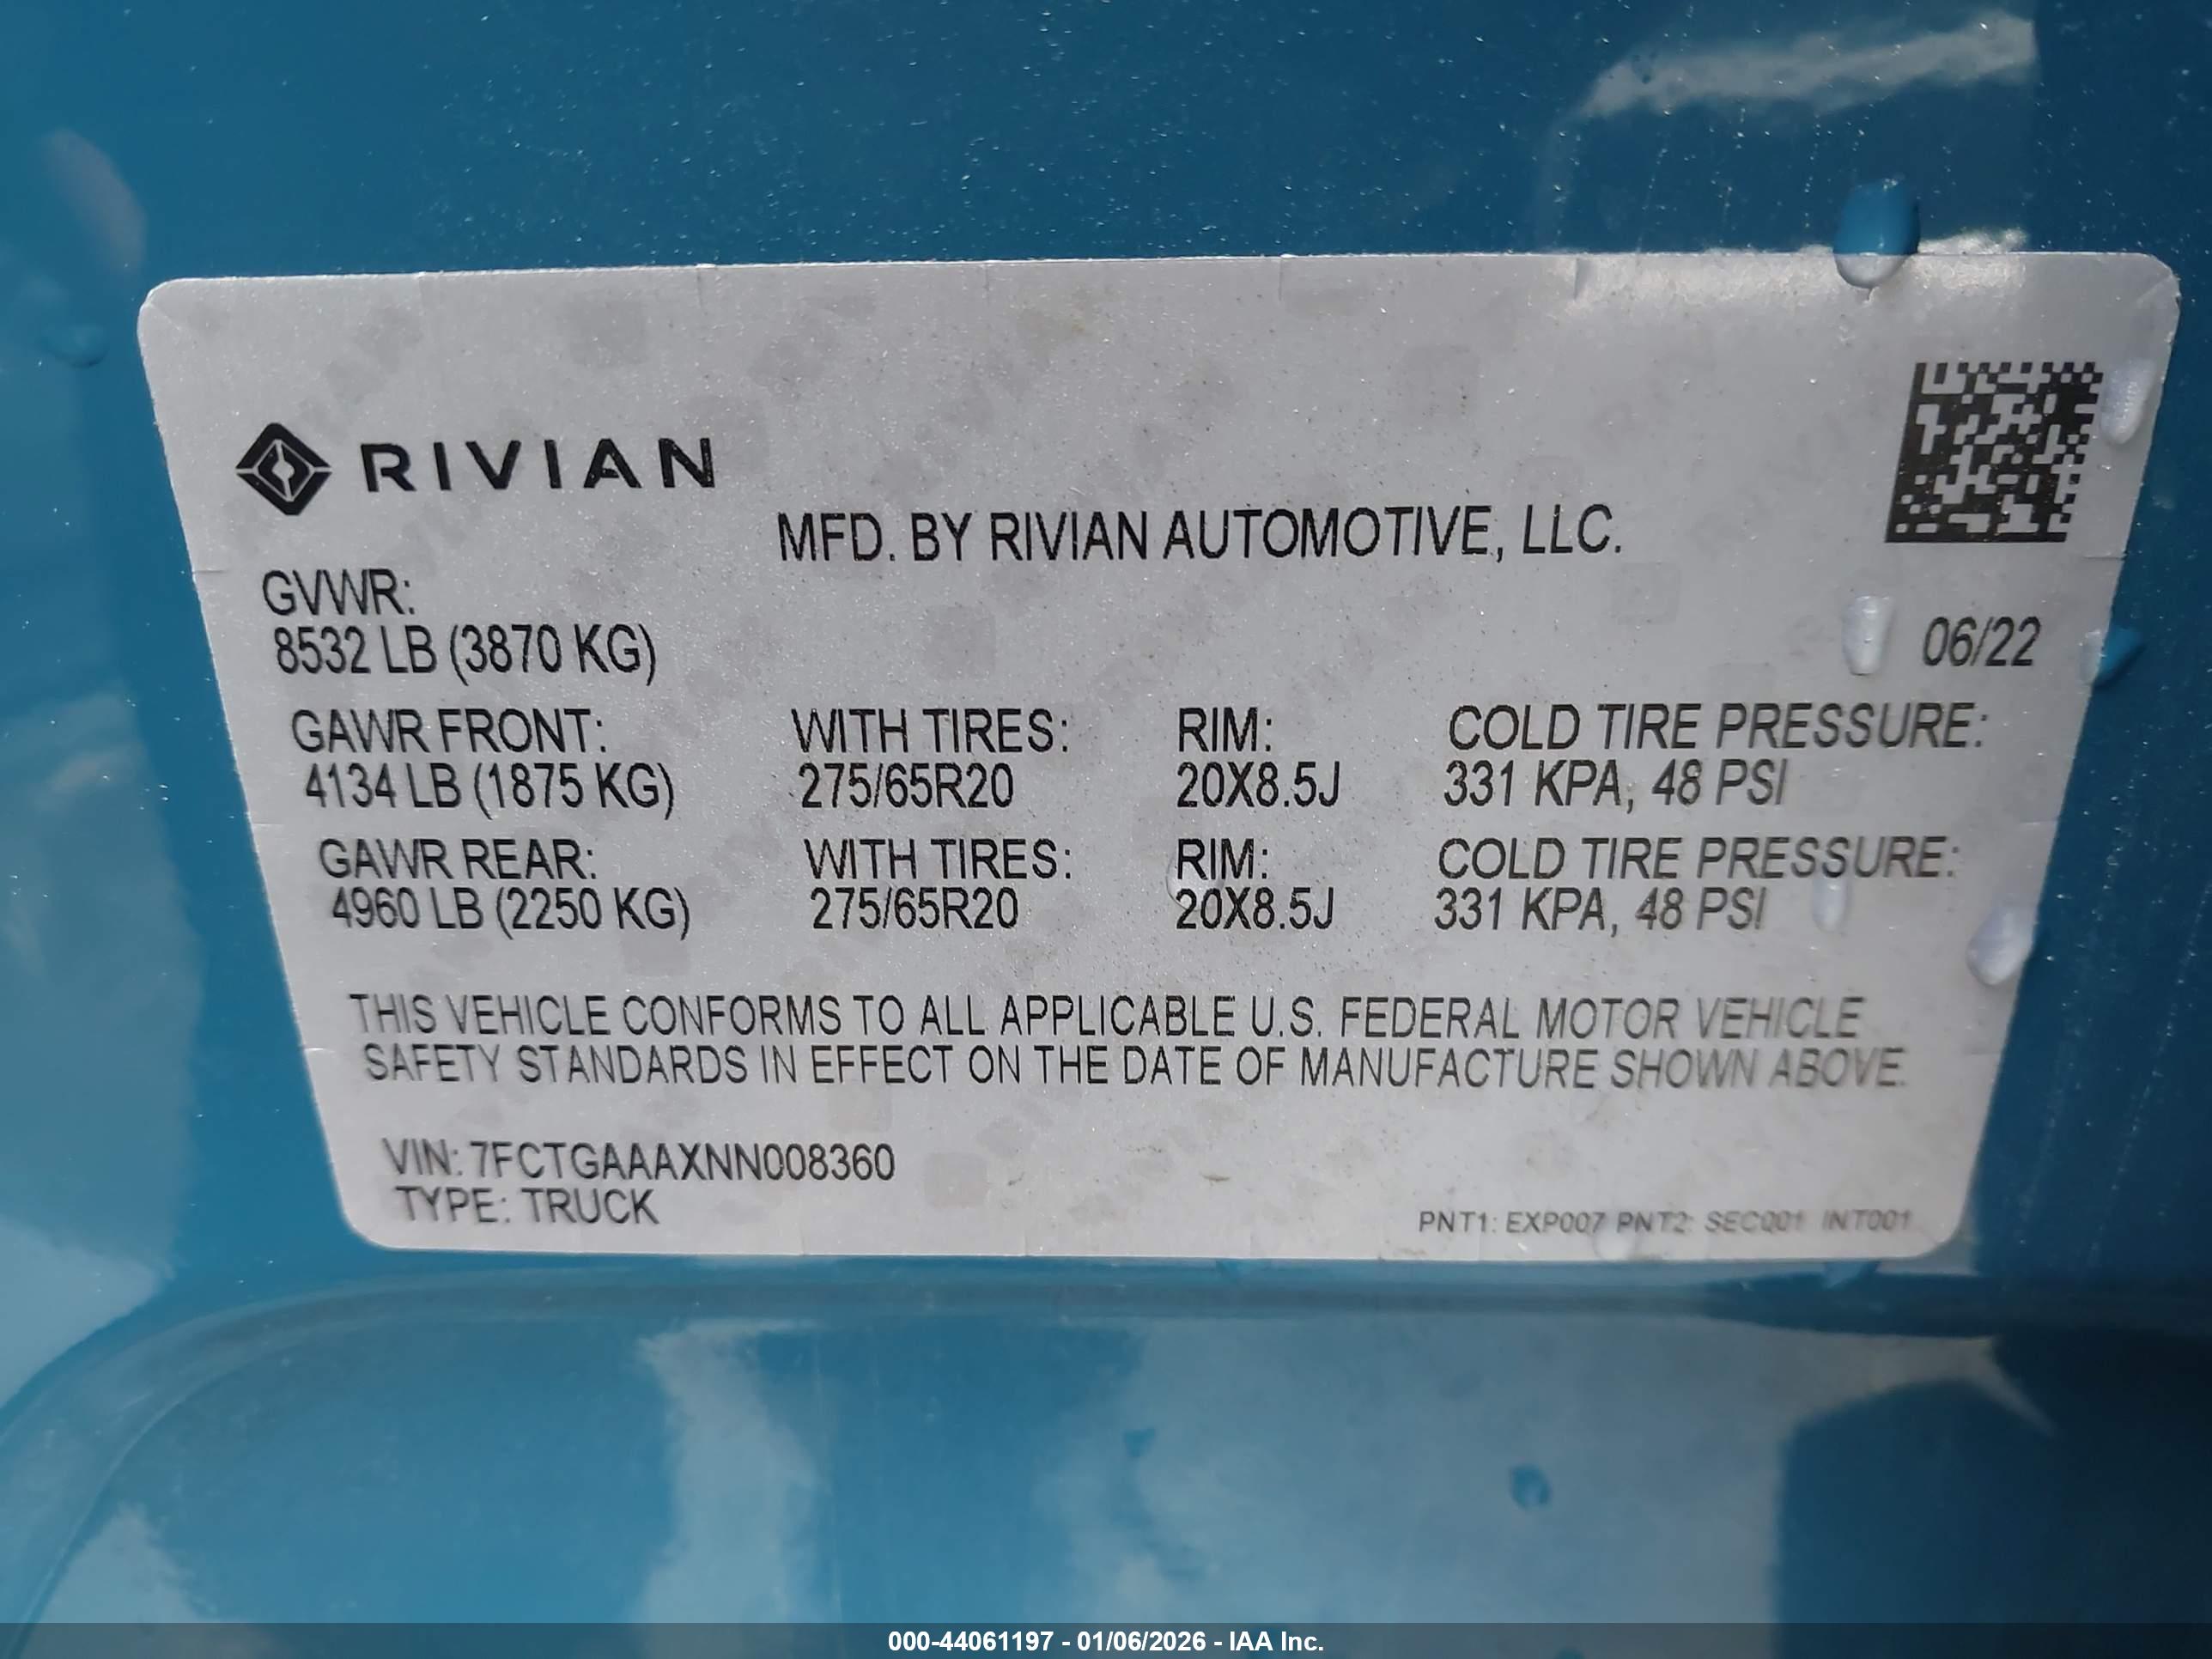 RIVIAN
MFD. BY RIVIAN AUTOMOTIVE, LLC.
GVWR:
8532 LB (3870 KG)
06/22
GAWR FRONT: WITH TIRES: RIM: COLD TIRE PRESSURE:
4134 LB (1875 KG) 275/65R20 20X8.5J 331 KPA, 48 PSI
GAWR REAR: WITH TIRES: RIM: COLD TIRE PRESSURE:
4960 LB (2250 KG) 275/65R20 20X8.5J 331 KPA, 48 PSI
THIS VEHICLE CONFORMS TO ALL APPLICABLE U.S. FEDERAL MOTOR VEHICLE
SAFETY STANDARDS IN EFFECT ON THE DATE OF MANUFACTURE SHOWN ABOVE.
VIN: 7FCTGAAAXNN008360
TYPE: TRUCK
PNT1: EXP007 PNT2: SEC001 INT001
000-44061197 - 01/06/2026 - IAA Inc.